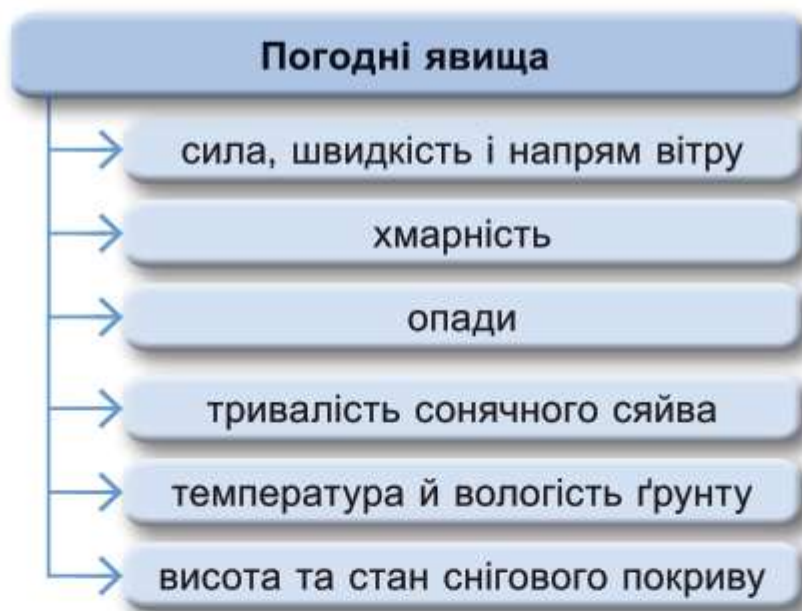 Погодні явища
сила, швидкість і напрям вітру
хмарність
опади
тривалість сонячного сяйва
температура й вологість ґрунту
висота та стан снігового покриву